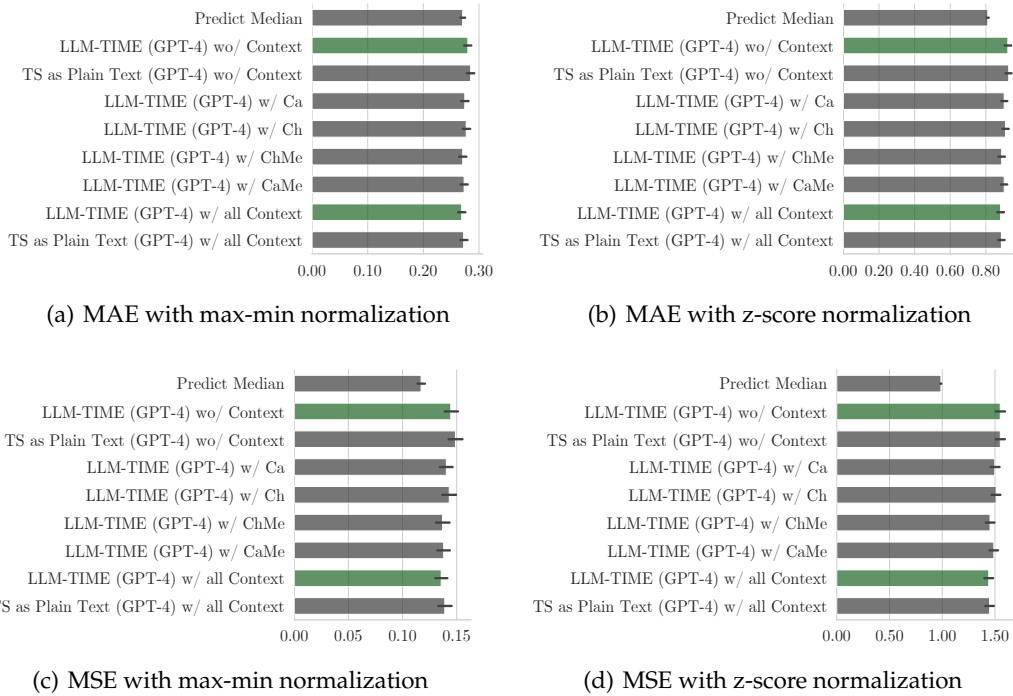 Predict Median
LLM-TIME (GPT-4) wo/ Context
TS as Plain Text (GPT-4) wo/ Context
LLM-TIME (GPT-4) w/ Ca
LLM-TIME (GPT-4) w/ Ch
LLM-TIME (GPT-4) w/ ChMe
LLM-TIME (GPT-4) w/ CaMe
LLM-TIME (GPT-4) w/ all Context
TS as Plain Text (GPT-4) w/ all Context
0.00 0.10 0.20 0.30
(a) MAE with max-min normalization
Predict Median
LLM-TIME (GPT-4) wo/ Context
TS as Plain Text (GPT-4) wo/ Context
LLM-TIME (GPT-4) w/ Ca
LLM-TIME (GPT-4) w/ Ch
LLM-TIME (GPT-4) w/ ChMe
LLM-TIME (GPT-4) w/ CaMe
LLM-TIME (GPT-4) w/ all Context
TS as Plain Text (GPT-4) w/ all Context
0.00 0.20 0.40 0.60 0.80
(b) MAE with z-score normalization
Predict Median
LLM-TIME (GPT-4) wo/ Context
TS as Plain Text (GPT-4) wo/ Context
LLM-TIME (GPT-4) w/ Ca
LLM-TIME (GPT-4) w/ Ch
LLM-TIME (GPT-4) w/ ChMe
LLM-TIME (GPT-4) w/ CaMe
LLM-TIME (GPT-4) w/ all Context
TS as Plain Text (GPT-4) w/ all Context
0.00 0.05 0.10 0.15
(c) MSE with max-min normalization
Predict Median
LLM-TIME (GPT-4) wo/ Context
TS as Plain Text (GPT-4) wo/ Context
LLM-TIME (GPT-4) w/ Ca
LLM-TIME (GPT-4) w/ Ch
LLM-TIME (GPT-4) w/ ChMe
LLM-TIME (GPT-4) w/ CaMe
LLM-TIME (GPT-4) w/ all Context
TS as Plain Text (GPT-4) w/ all Context
0.00 0.50 1.00 1.50
(d) MSE with z-score normalization